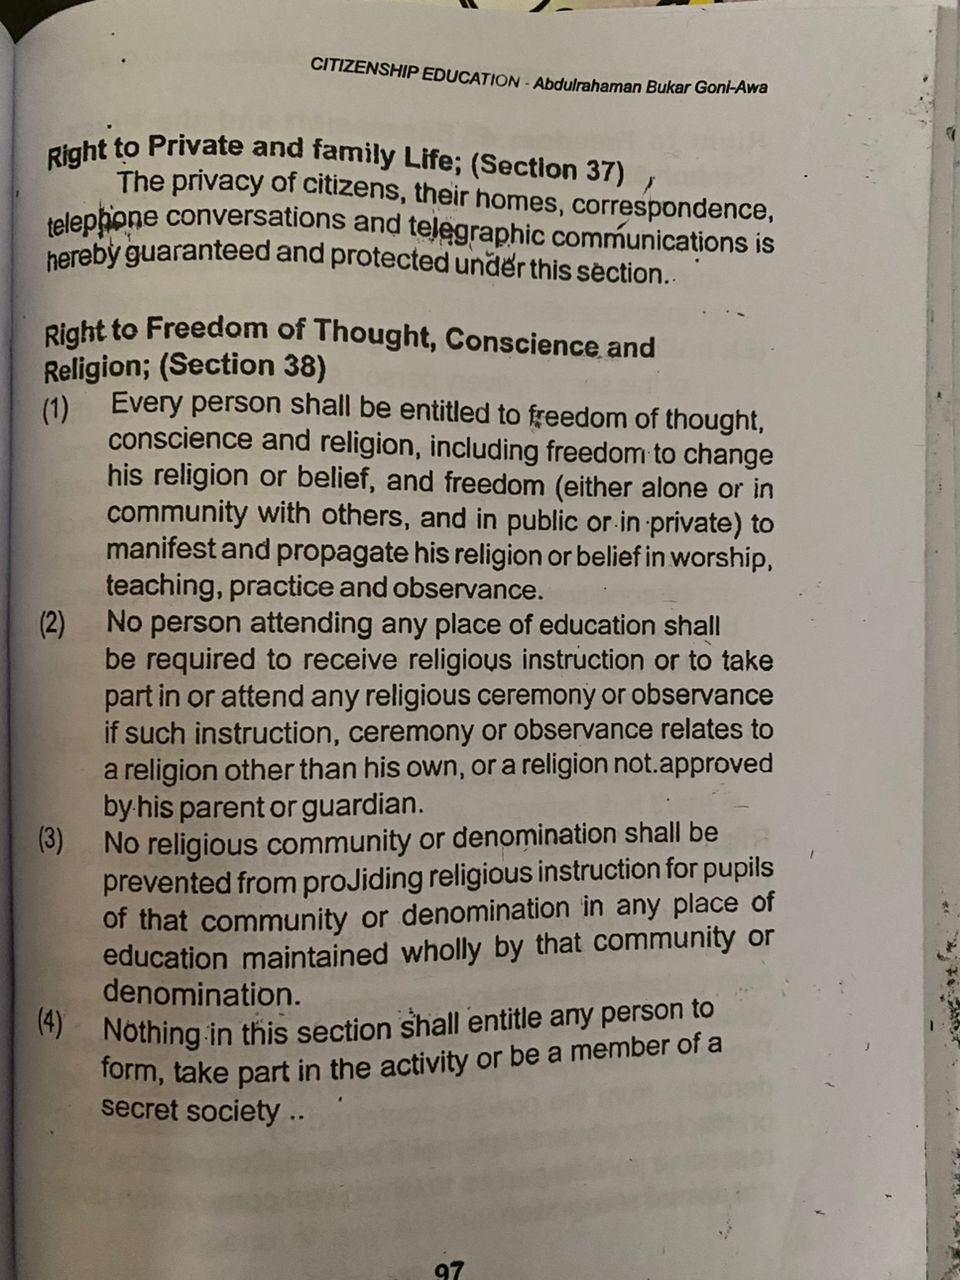 CITIZENSHIP EDUCATION - Abdulrahaman Bukar Goni-Awa
Right to Private and family Life; (Section 37)
The privacy of citizens, their homes, correspondence,
telephone conversations and telegraphic communications is
hereby guaranteed and protected under this section.
Right to Freedom of Thought, Conscience and
Religion; (Section 38)
(1) Every person shall be entitled to freedom of thought,
conscience and religion, including freedom to change
his religion or belief, and freedom (either alone or in
community with others, and in public or in private) to
manifest and propagate his religion or belief in worship,
teaching, practice and observance.
(2) No person attending any place of education shall
be required to receive religious instruction or to take
part in or attend any religious ceremony or observance
if such instruction, ceremony or observance relates to
a religion other than his own, or a religion not.approved
by his parent or guardian.
(3) No religious community or denomination shall be
prevented from proJiding religious instruction for pupils
of that community or denomination in any place of
education maintained wholly by that community or
denomination.
(4) Nothing in this section shall entitle any person to
form, take part in the activity or be a member of a
secret society ..
97